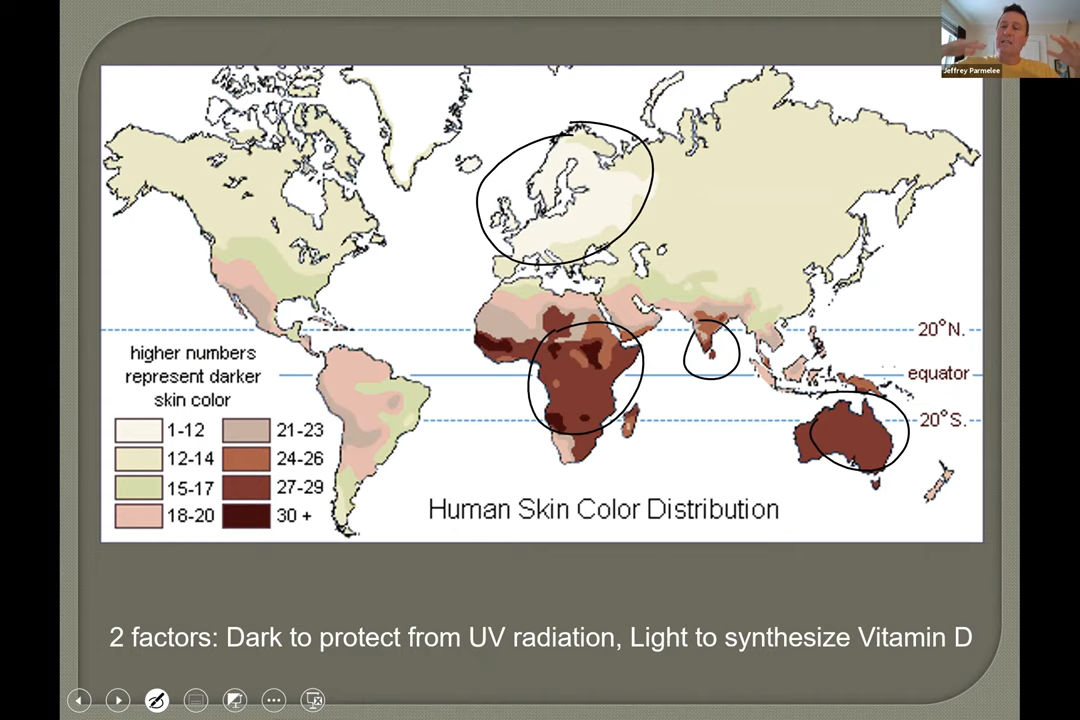 Jeffrey Parmelee
20°N.
higher numbers
represent darker
skin color
equator
20°S.
1-12 21-23
12-14 24-26
15-17 27-29
18-20 30 +
Human Skin Color Distribution
2 factors: Dark to protect from UV radiation, Light to synthesize Vitamin D